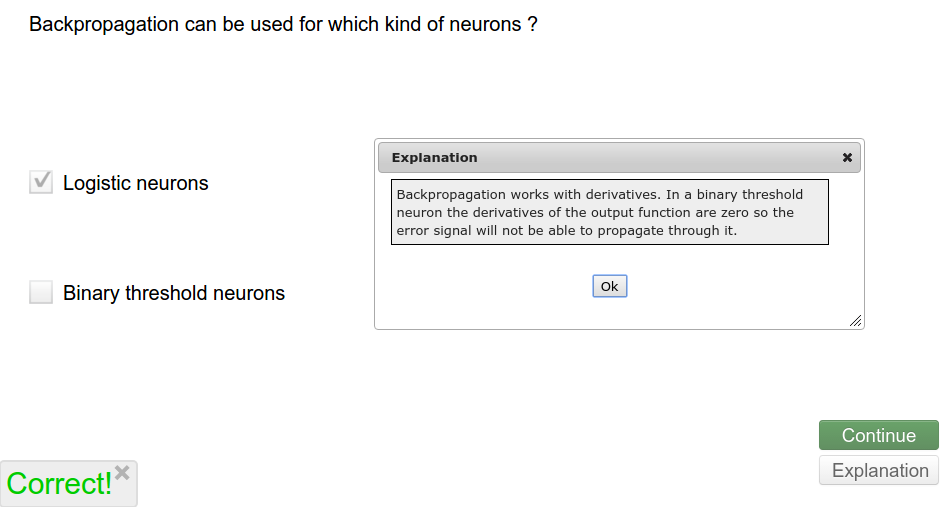 Backpropagation can be used for which kind of neurons ?
Logistic neurons
Binary threshold neurons
Explanation
Backpropagation works with derivatives. In a binary threshold
neuron the derivatives of the output function are zero so the
error signal will not be able to propagate through it.
Ok
Continue
Explanation
Correct!